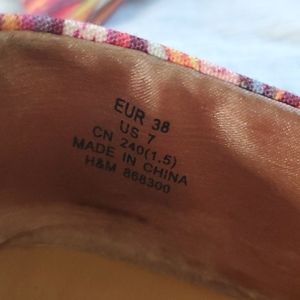 EUR 38
US 7
CN 240(1.5)
MADE IN CHINA
H&M 868300